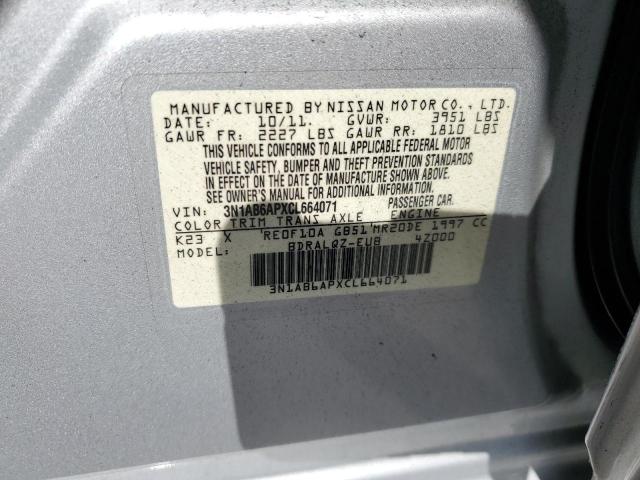 MANUFACTURED BY NISSAN MOTOR CO., LTD.
DATE: 10/11. GVWR: 3951 LBS
GAWR FR: 2227 LBS GAWR RR: 1810 LBS
THIS VEHICLE CONFORMS TO ALL APPLICABLE FEDERAL MOTOR
VEHICLE SAFETY, BUMPER AND THEFT PREVENTION STANDARDS
IN EFFECT ON THE DATE OF MANUFACTURE SHOWN ABOVE.
SEE OWNER'S MANUAL FOR ADDITIONAL INFORMATION.
VIN: 3N1AB6APXCL664071 PASSENGER CAR.
COLOR TRIM TRANS AXLE ENGINE
K23 X RE0F10A GB51 MR20DE 1997 CC
MODEL: BDRALQZ-EUB 4Z000
3N1AB6APXCL664071